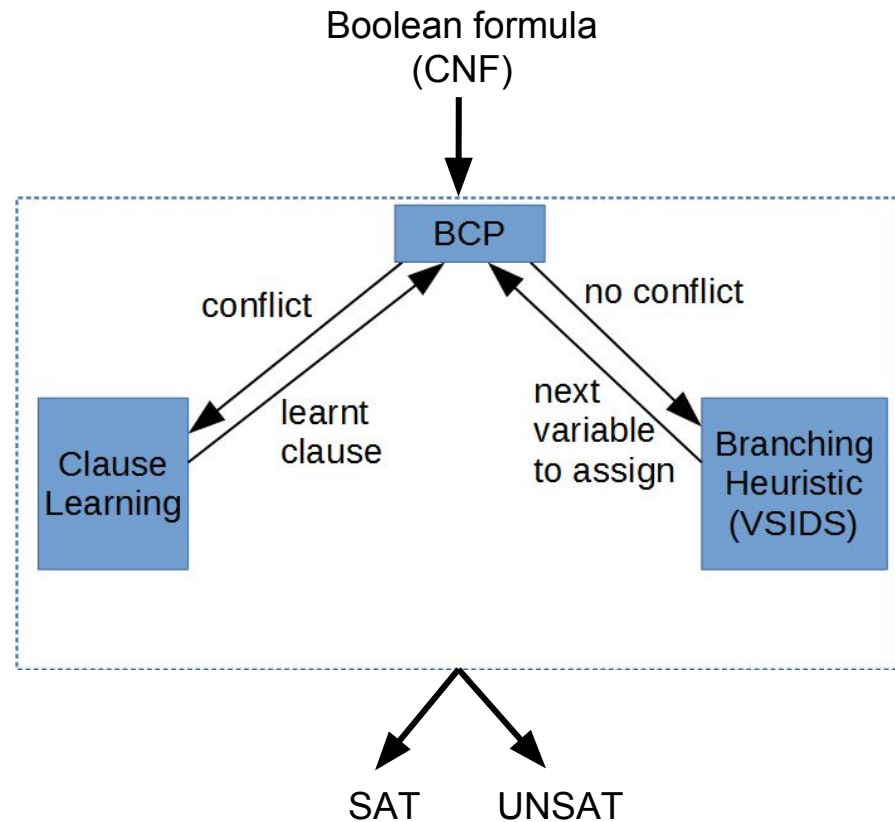 Boolean formula
(CNF)
BCP
conflict
no conflict
learnt
clause
next
variable
to assign
Clause
Learning
Branching
Heuristic
(VSIDS)
SAT
UNSAT